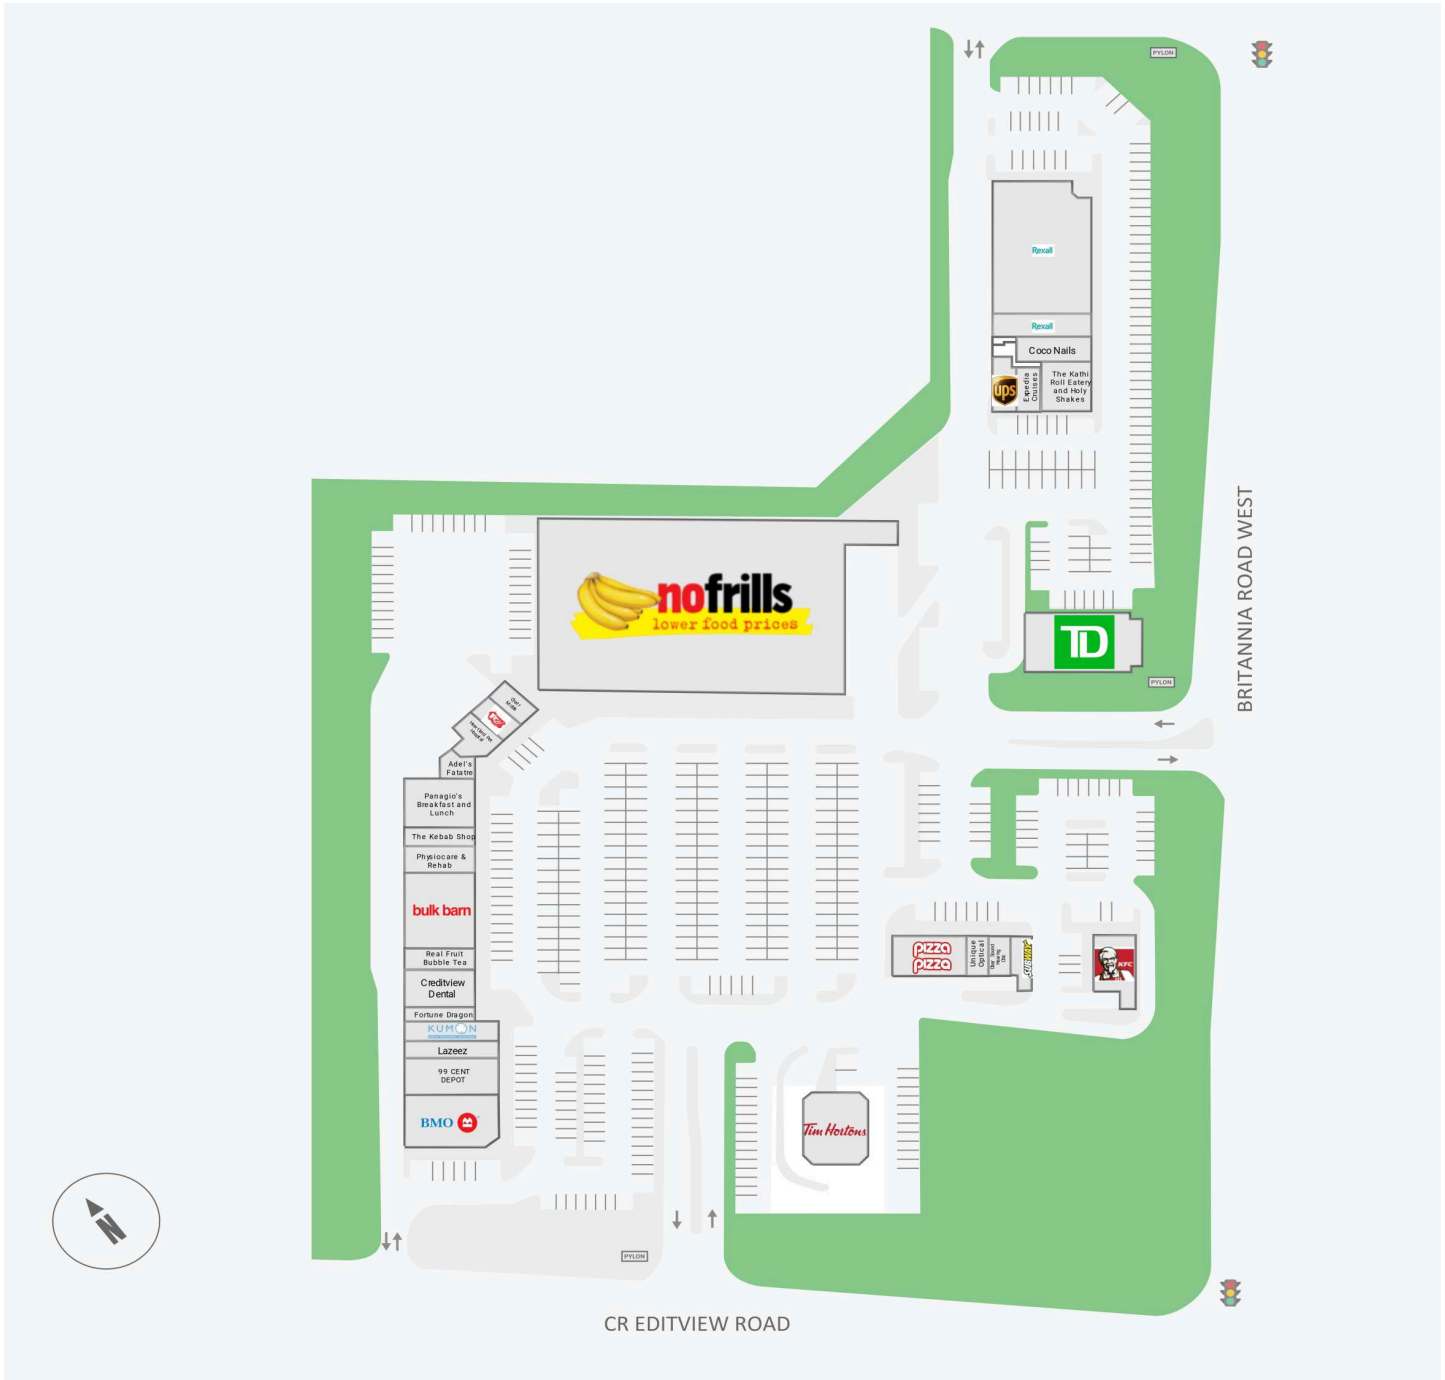 PYLON
Rexall
Rexall
Coco Nails
ups
Expedia
Cruises
The Kathi
Roll Eatery
and Holy
Shakes
BRITANNIA ROAD WEST
nofrills
lower food prices
TD
PYLON
Adel's
Fatatre
Panagio's
Breakfast and
Lunch
The Kebab Shop
Physiocare &
Rehab
bulk barn
Real Fruit
Bubble Tea
Creditview
Dental
Fortune Dragon
KUMON
Lazeez
99 CENT
DEPOT
BMO
pizza
pizza
Unique
Optical
SUBWAY
KFC
Tim Hortons
N
PYLON
CR EDITVIEW ROAD